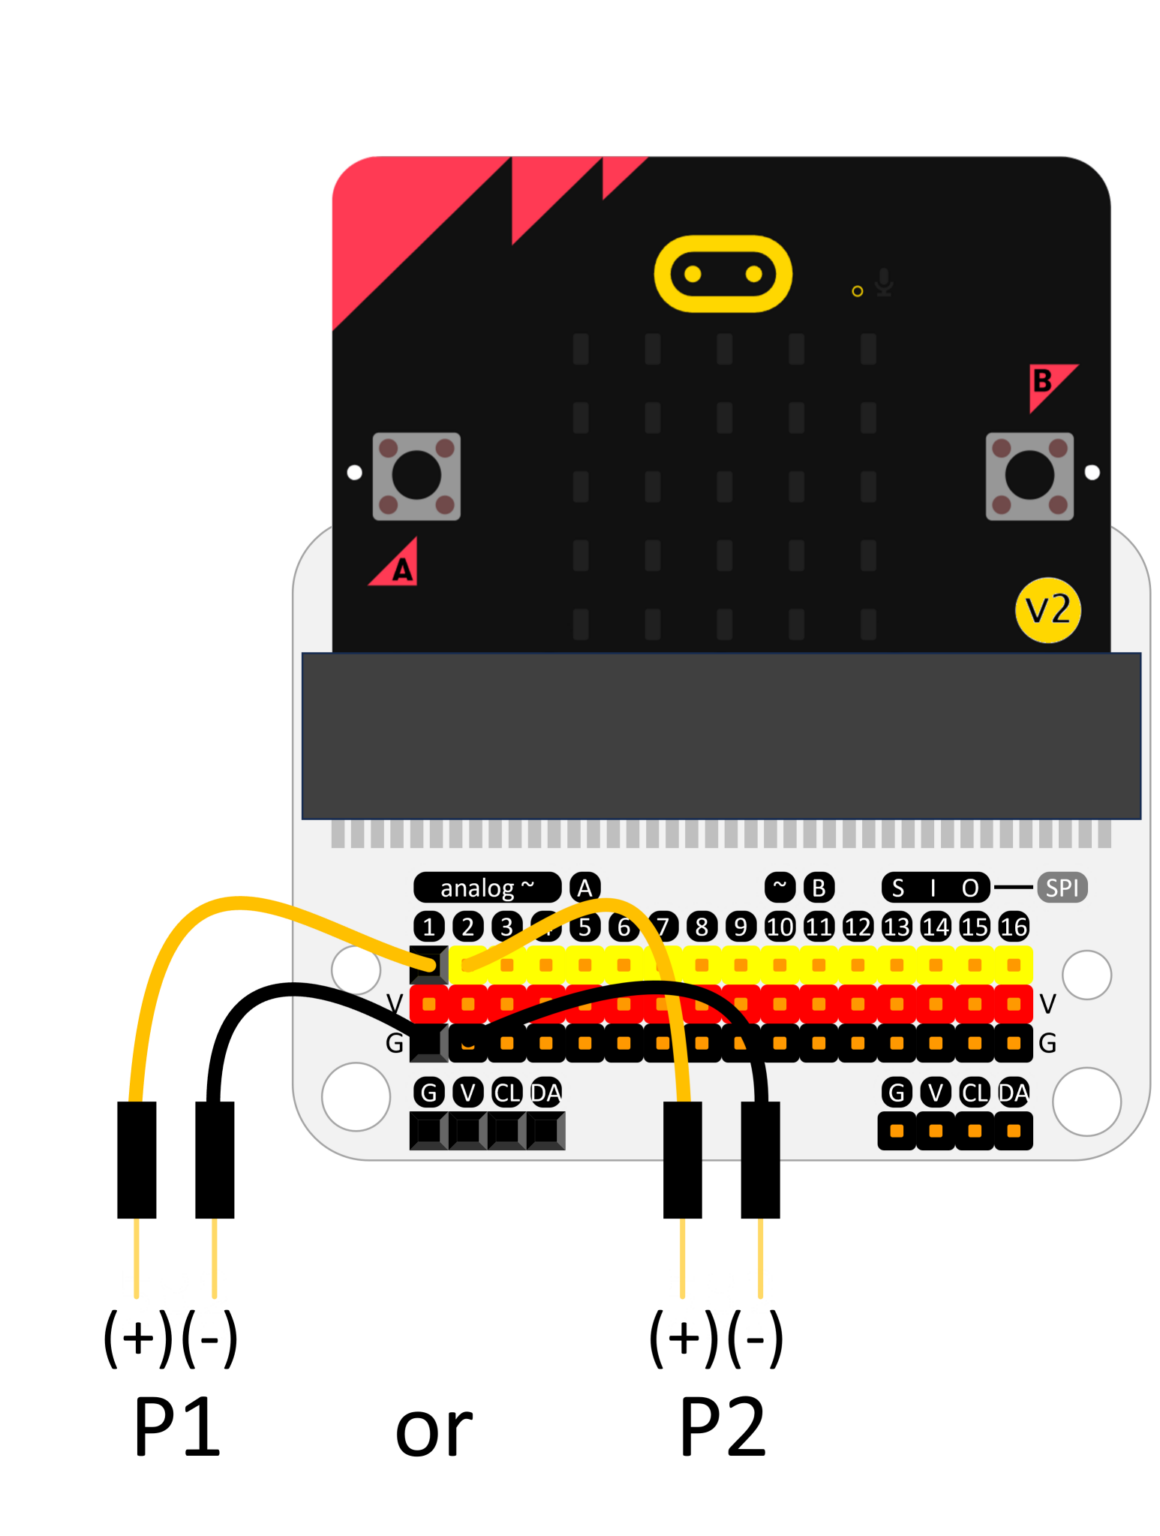 B
A
V2
analog ~ A ~ B S I O SPI
1 2 3 4 5 6 7 8 9 10 11 12 13 14 15 16
V V
G G
G V CL DA G V CL DA
(+) (-) (+) (-)
P1 or P2